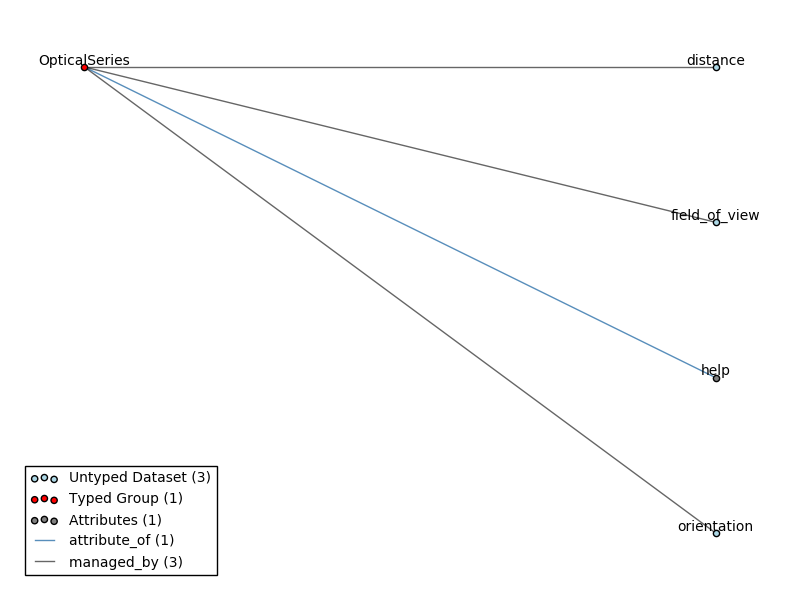 OpticalSeries
distance
field_of_view
help
orientation
Untyped Dataset (3)
Typed Group (1)
Attributes (1)
attribute_of (1)
managed_by (3)